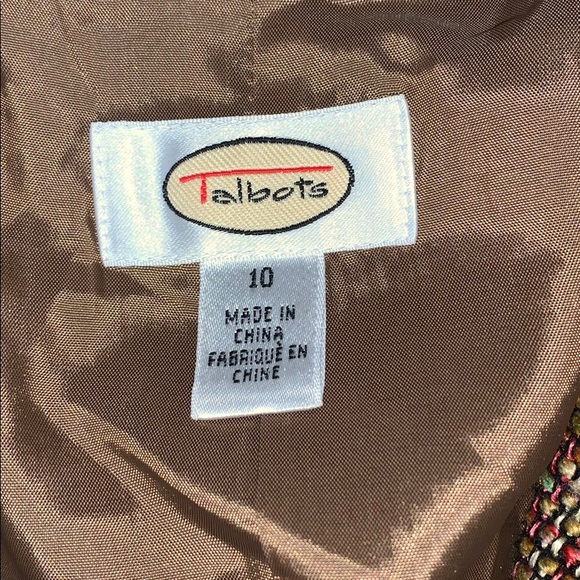 Talbots
10
MADE IN
CHINA
FABRIQUÉ EN
CHINE